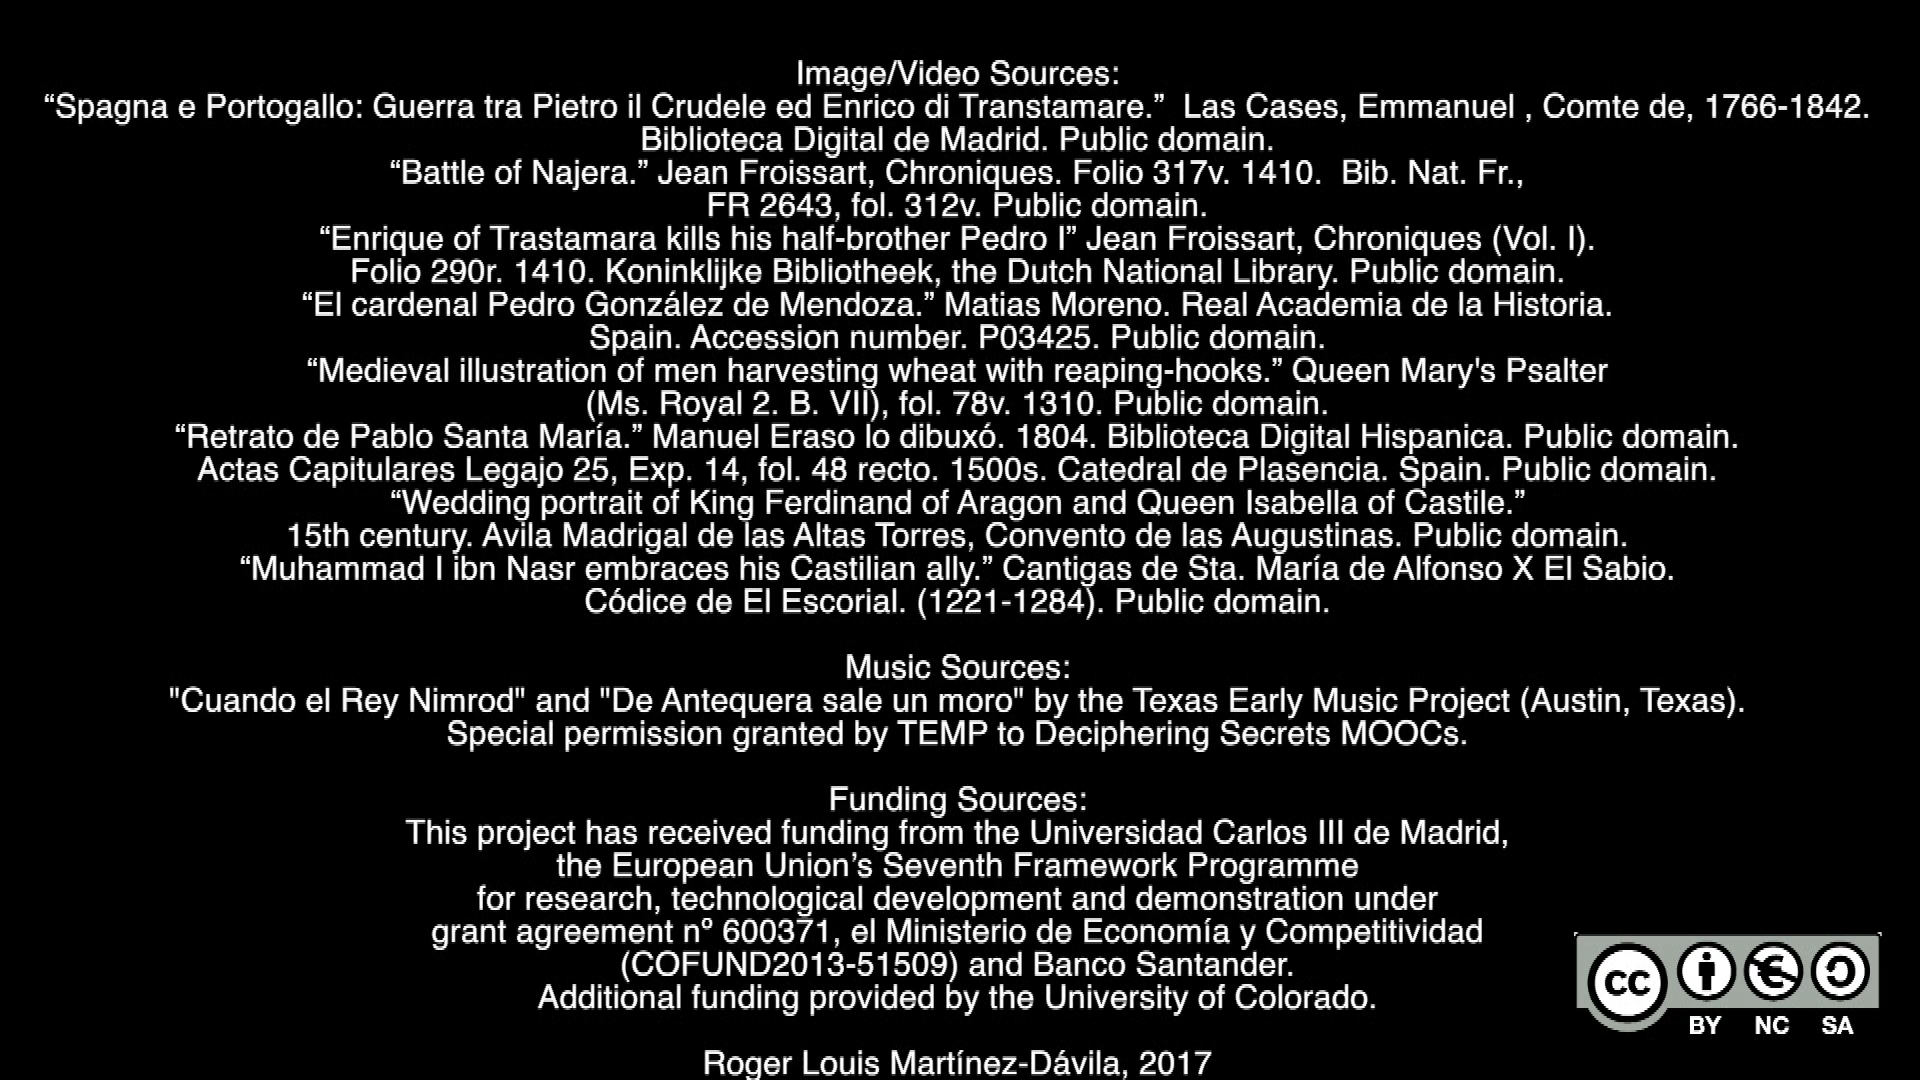 Image/Video Sources:
“Spagna e Portogallo: Guerra tra Pietro il Crudele ed Enrico di Transtamare.”  Las Cases, Emmanuel , Comte de, 1766-1842.
Biblioteca Digital de Madrid. Public domain.
“Battle of Najera.” Jean Froissart, Chroniques. Folio 317v. 1410.  Bib. Nat. Fr.,
FR 2643, fol. 312v. Public domain.
“Enrique of Trastamara kills his half-brother Pedro I” Jean Froissart, Chroniques (Vol. I).
Folio 290r. 1410. Koninklijke Bibliotheek, the Dutch National Library. Public domain.
“El cardenal Pedro González de Mendoza.” Matias Moreno. Real Academia de la Historia.
Spain. Accession number. P03425. Public domain.
“Medieval illustration of men harvesting wheat with reaping-hooks.” Queen Mary's Psalter
(Ms. Royal 2. B. VII), fol. 78v. 1310. Public domain.
“Retrato de Pablo Santa María.” Manuel Eraso lo dibuxó. 1804. Biblioteca Digital Hispanica. Public domain.
Actas Capitulares Legajo 25, Exp. 14, fol. 48 recto. 1500s. Catedral de Plasencia. Spain. Public domain.
“Wedding portrait of King Ferdinand of Aragon and Queen Isabella of Castile.”
15th century. Avila Madrigal de las Altas Torres, Convento de las Augustinas. Public domain.
“Muhammad I ibn Nasr embraces his Castilian ally.” Cantigas de Sta. María de Alfonso X El Sabio.
Códice de El Escorial. (1221-1284). Public domain.
Music Sources:
"Cuando el Rey Nimrod" and "De Antequera sale un moro" by the Texas Early Music Project (Austin, Texas).
Special permission granted by TEMP to Deciphering Secrets MOOCs.
Funding Sources:
This project has received funding from the Universidad Carlos III de Madrid,
the European Union’s Seventh Framework Programme
for research, technological development and demonstration under
grant agreement nº 600371, el Ministerio de Economía y Competitividad
(COFUND2013-51509) and Banco Santander.
Additional funding provided by the University of Colorado.
Roger Louis Martínez-Dávila, 2017
cc
BY NC SA